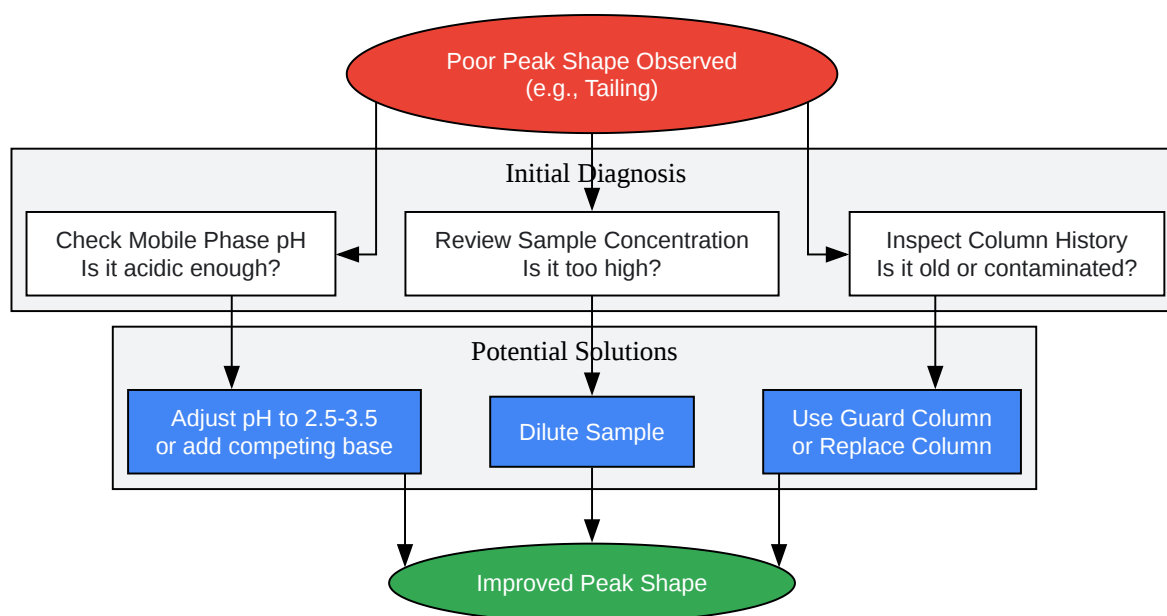 Poor Peak Shape Observed
(e.g., Tailing)
Initial Diagnosis
Check Mobile Phase pH
Is it acidic enough?
Review Sample Concentration
Is it too high?
Inspect Column History
Is it old or contaminated?
Potential Solutions
Adjust pH to 2.5-3.5
or add competing base
Dilute Sample
Use Guard Column
or Replace Column
Improved Peak Shape